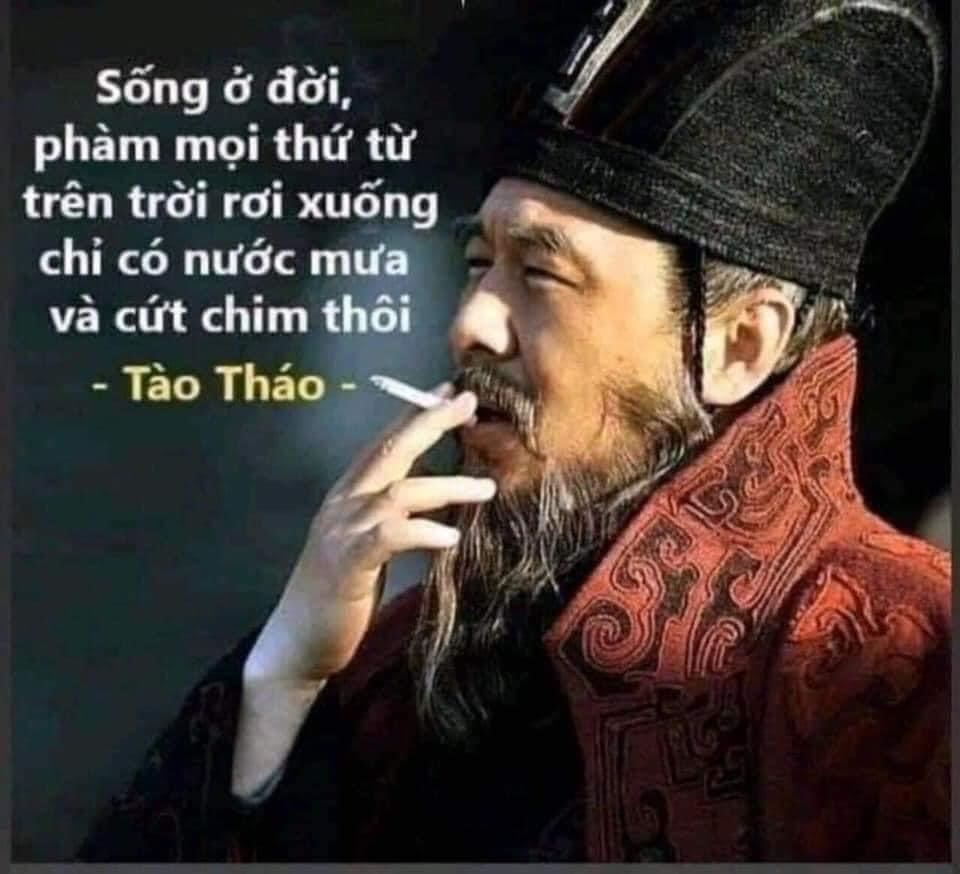 Sống ở đời,
phàm mọi thứ từ
trên trời rơi xuống
chỉ có nước mưa
và cứt chim thôi
- Tào Tháo -